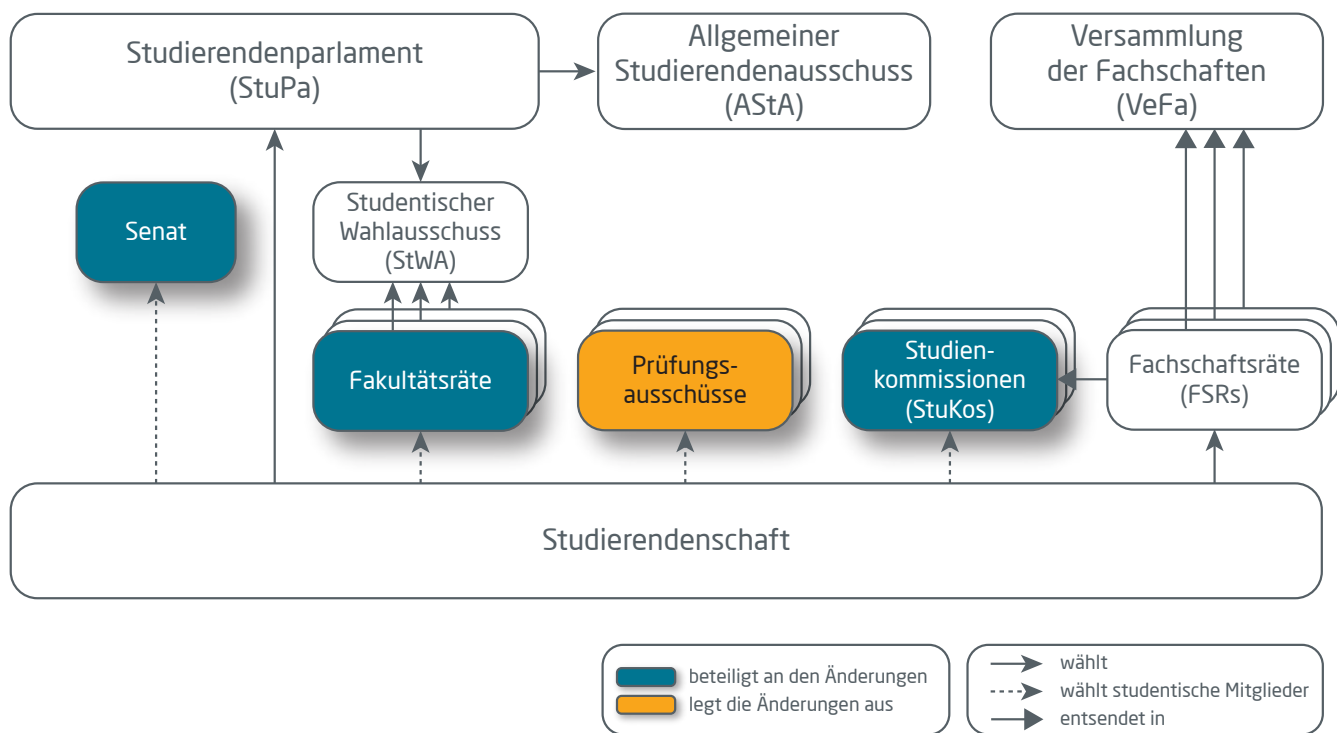 Studierendenparlament
(StuPa)
Allgemeiner
Studierendenausschuss
(AStA)
Versammlung
der Fachschaften
(VeFa)
Senat
Studentischer
Wahlausschuss
(StWA)
Fakultätsräte
Prüfungs-
ausschüsse
Studien-
kommissionen
(StuKos)
Fachschaftsräte
(FSRs)
Studierendenschaft
beteiligt an den Änderungen
legt die Änderungen aus
wählt
wählt studentische Mitglieder
entsendet in